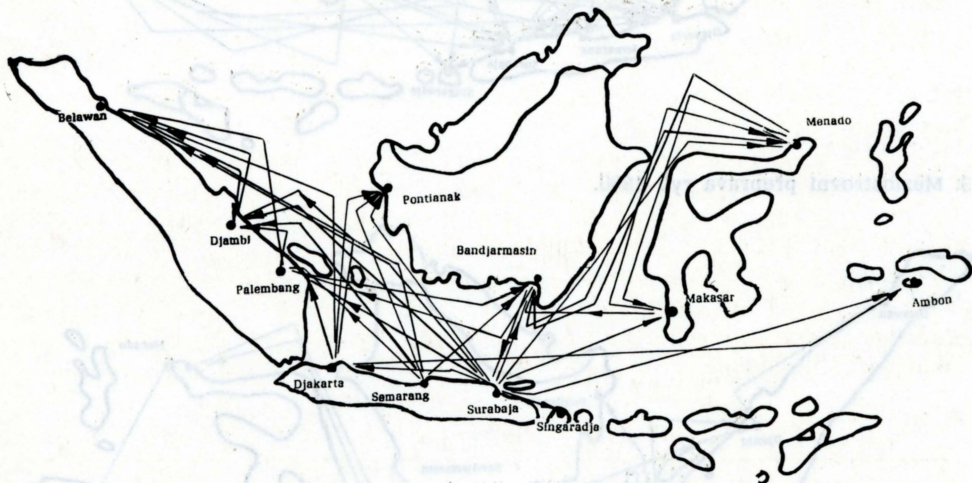 Belawan
Menado
Pontianak
Djambi
Bandjarmasin
Palembang
Makasar
Ambon
Djakarta
Semarang
Surabaja
Singaradja